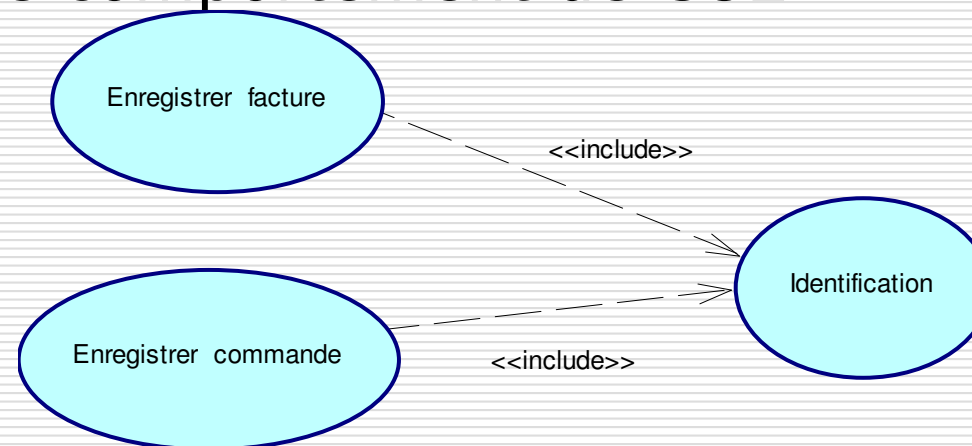 Enregistrer facture
<<include>>
Identification
Enregistrer commande
<<include>>